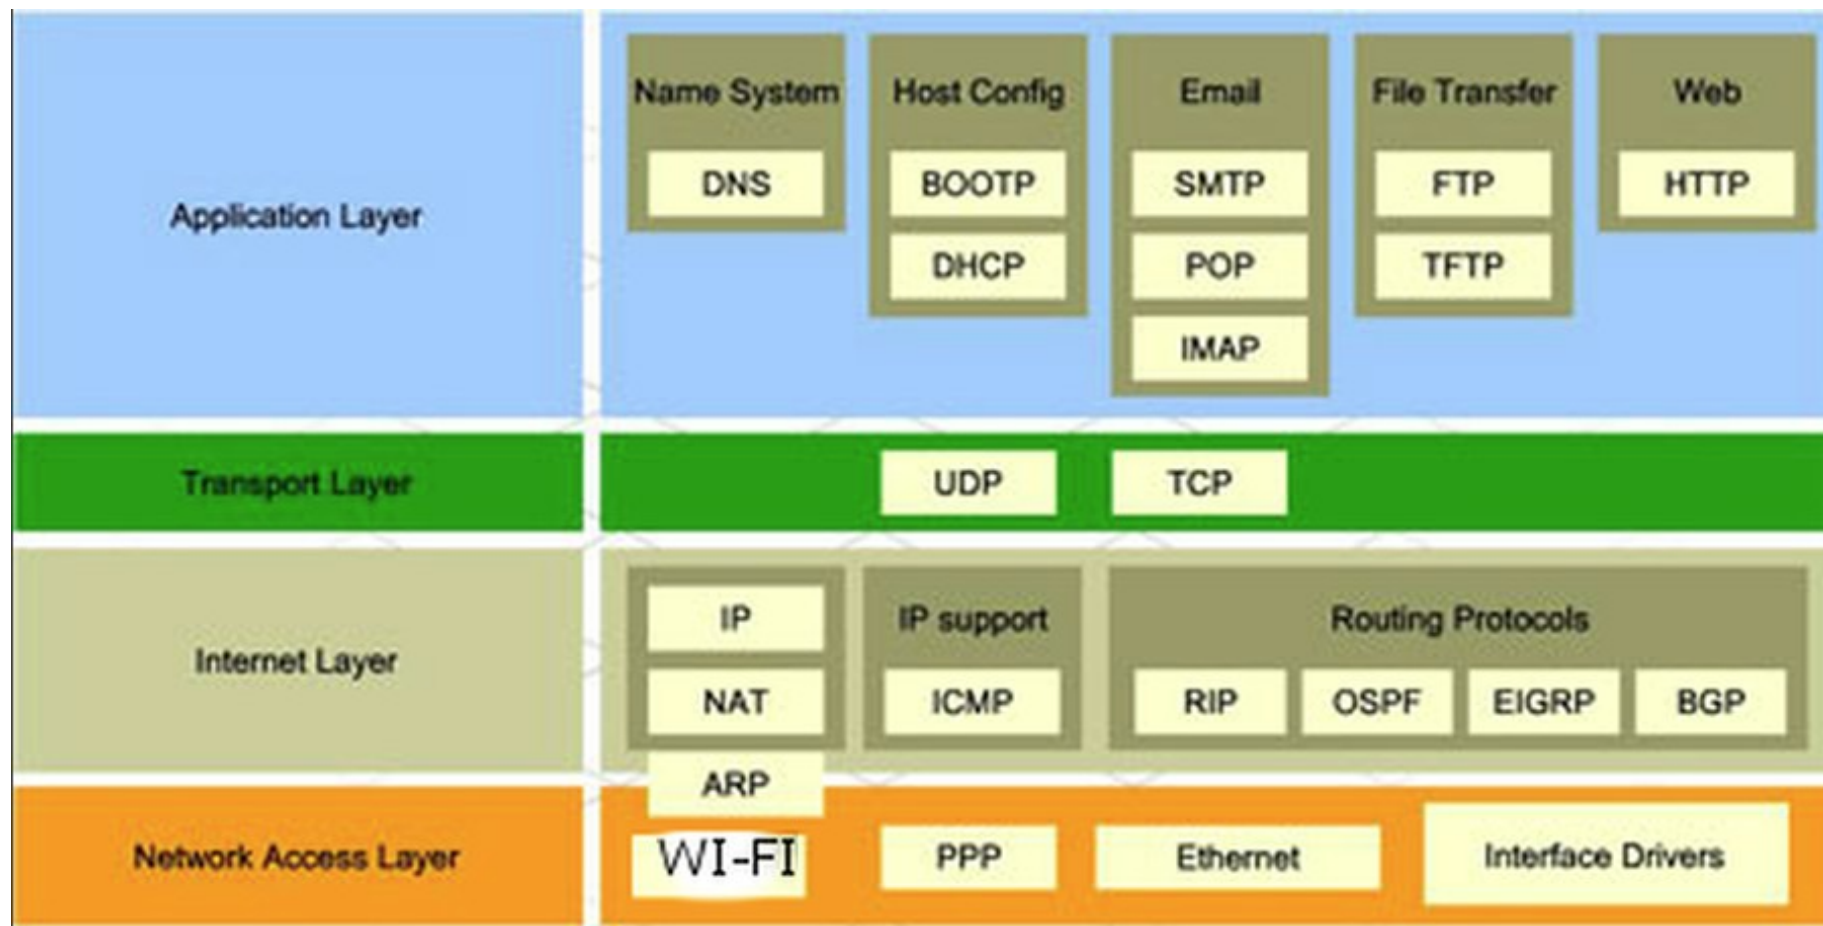 Application Layer
Name System
DNS
Host Config
BOOTP
DHCP
Email
SMTP
POP
IMAP
File Transfer
FTP
TFTP
Web
HTTP
Transport Layer
UDP
TCP
Internet Layer
IP
NAT
ARP
IP support
ICMP
Routing Protocols
RIP
OSPF
EIGRP
BGP
Network Access Layer
WI-FI
PPP
Ethernet
Interface Drivers